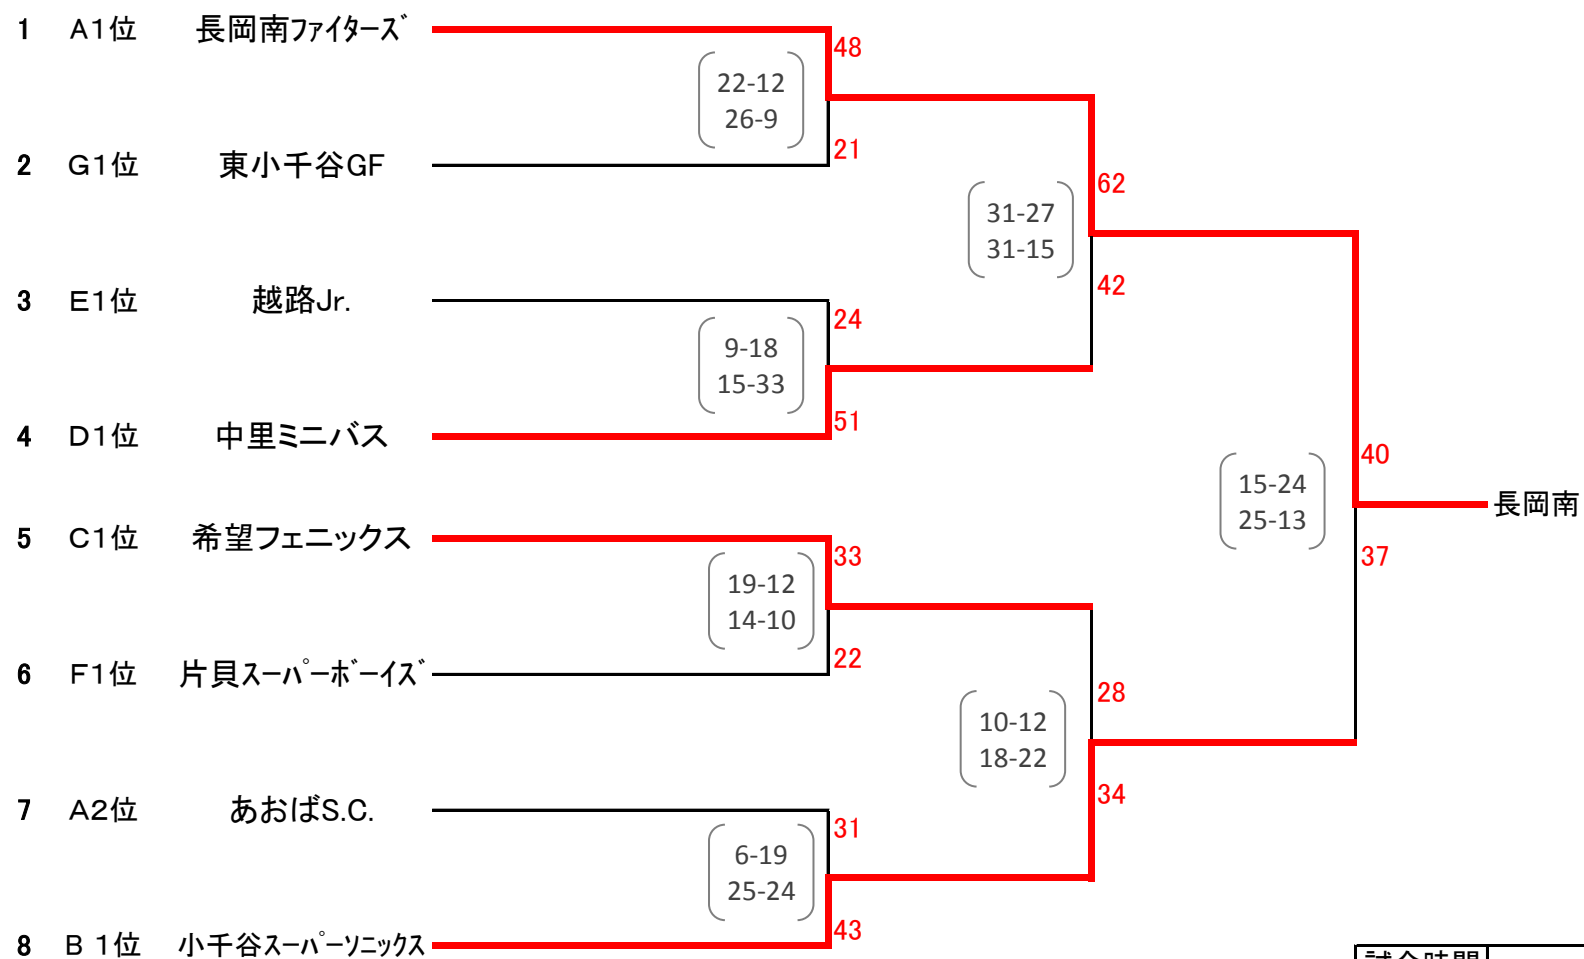 1 A1位 長岡南ファイターズ
48
22-12
26-9
21
2 G1位 東小千谷GF
62
31-27
31-15
42
3 E1位 越路Jr.
24
9-18
15-33
51
4 D1位 中里ミニバス
40
15-24
25-13
長岡南
37
5 C1位 希望フェニックス
33
19-12
14-10
22
6 F1位 片貝スーパーボーイズ
28
10-12
18-22
34
7 A2位 あおばS.C.
31
6-19
25-24
43
8 B 1位 小千谷スーパーソニックス
試合時間